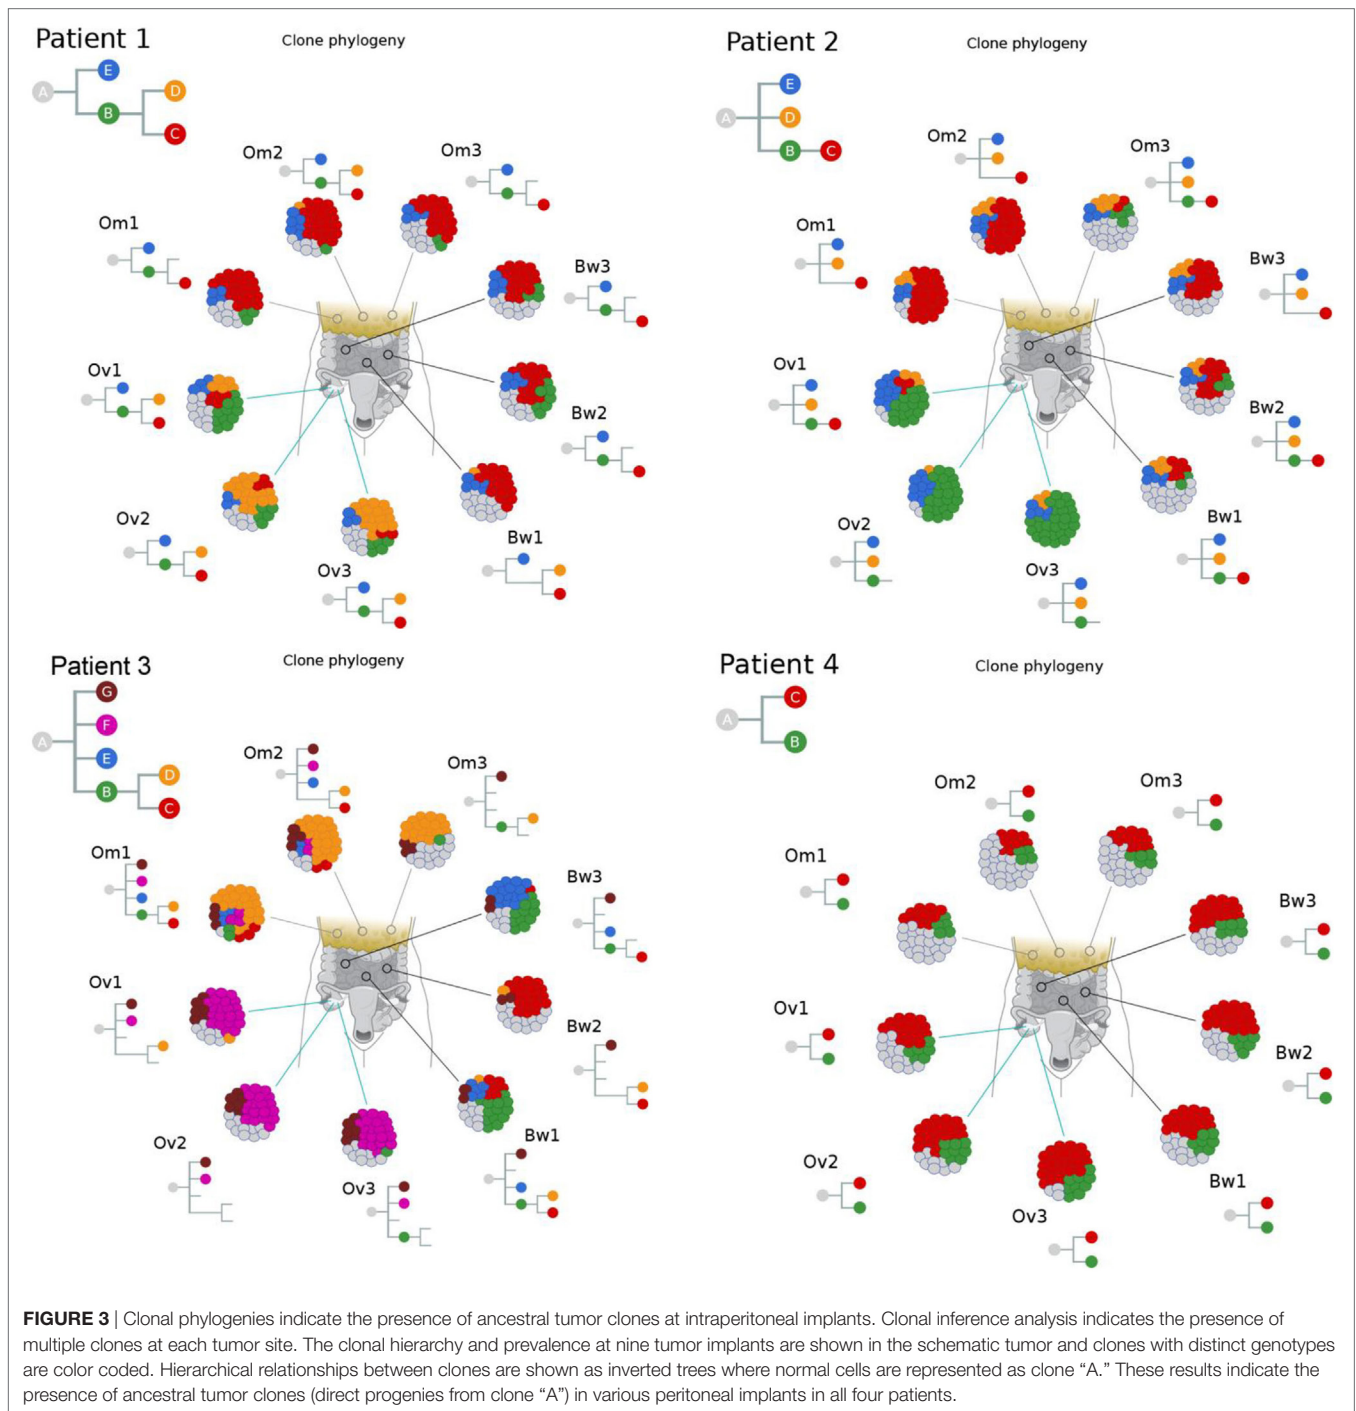 Patient 1
Clone phylogeny
A
E
B
D
C
Om2
Om3
Om1
Bw3
Ov1
Bw2
Ov2
Ov3
Bw1
Patient 2
Clone phylogeny
A
E
D
B
C
Om2
Om3
Om1
Bw3
Ov1
Bw2
Ov2
Ov3
Bw1
Patient 3
Clone phylogeny
G
F
A
E
B
D
C
Om2
Om3
Om1
Bw3
Ov1
Bw2
Ov2
Ov3
Bw1
Patient 4
Clone phylogeny
A
C
B
Om2
Om3
Om1
Bw3
Ov1
Bw2
Ov2
Ov3
Bw1
FIGURE 3 | Clonal phylogenies indicate the presence of ancestral tumor clones at intraperitoneal implants. Clonal inference analysis indicates the presence of
multiple clones at each tumor site. The clonal hierarchy and prevalence at nine tumor implants are shown in the schematic tumor and clones with distinct genotypes
are color coded. Hierarchical relationships between clones are shown as inverted trees where normal cells are represented as clone “A.” These results indicate the
presence of ancestral tumor clones (direct progenies from clone “A”) in various peritoneal implants in all four patients.